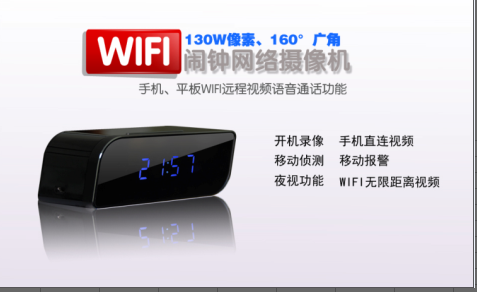 WIFI 130W像素、160°广角
闹钟网络摄像机
手机、平板WIFI远程视频语音通话功能
开机录像 手机直连视频
移动侦测 移动报警
夜视功能 WIFI无限距离视频
21:57